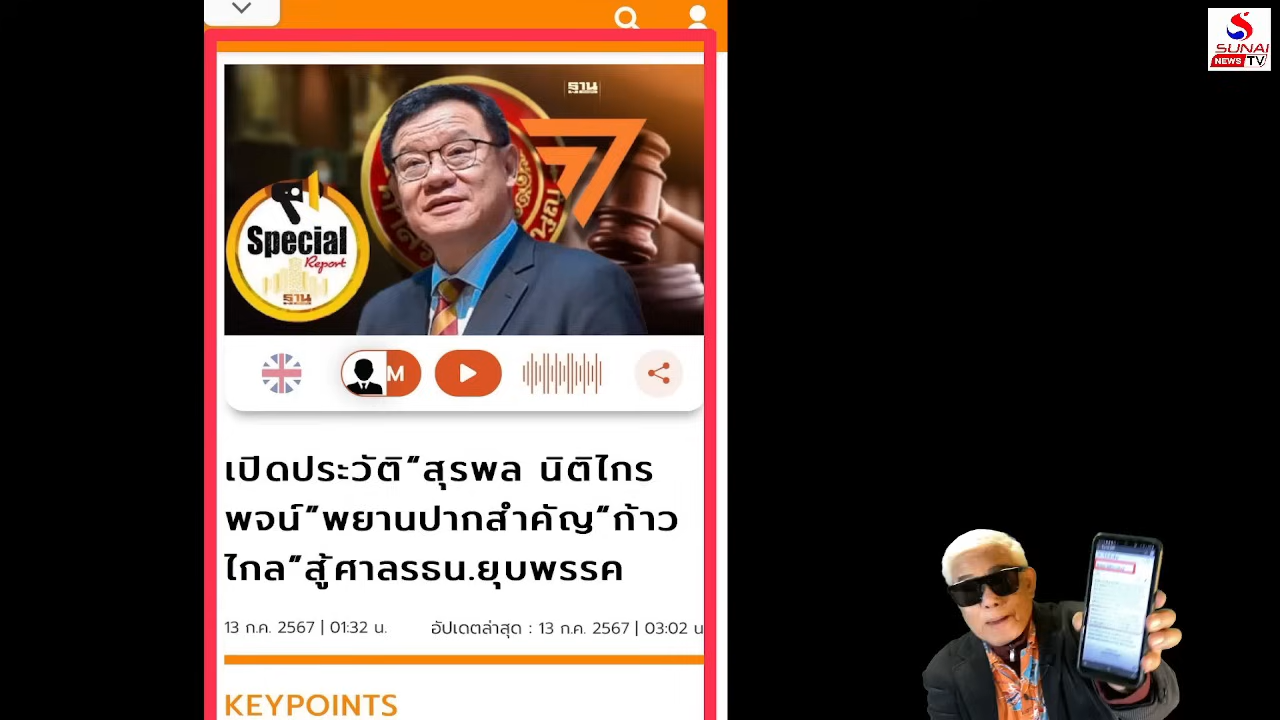 SUNAI
NEWS TV
ฐาน
Special
Report
ฐาน
M
เปิดประวัติ"สุรพล นิติไกร
พจน์"พยานปากสำคัญ"ก้าว
ไกล"สู้ศาลรธน.ยุบพรรค
13 ก.ค. 2567 | 01:32 น.
อัปเดตล่าสุด : 13 ก.ค. 2567 | 03:02 น
KEYPOINTS